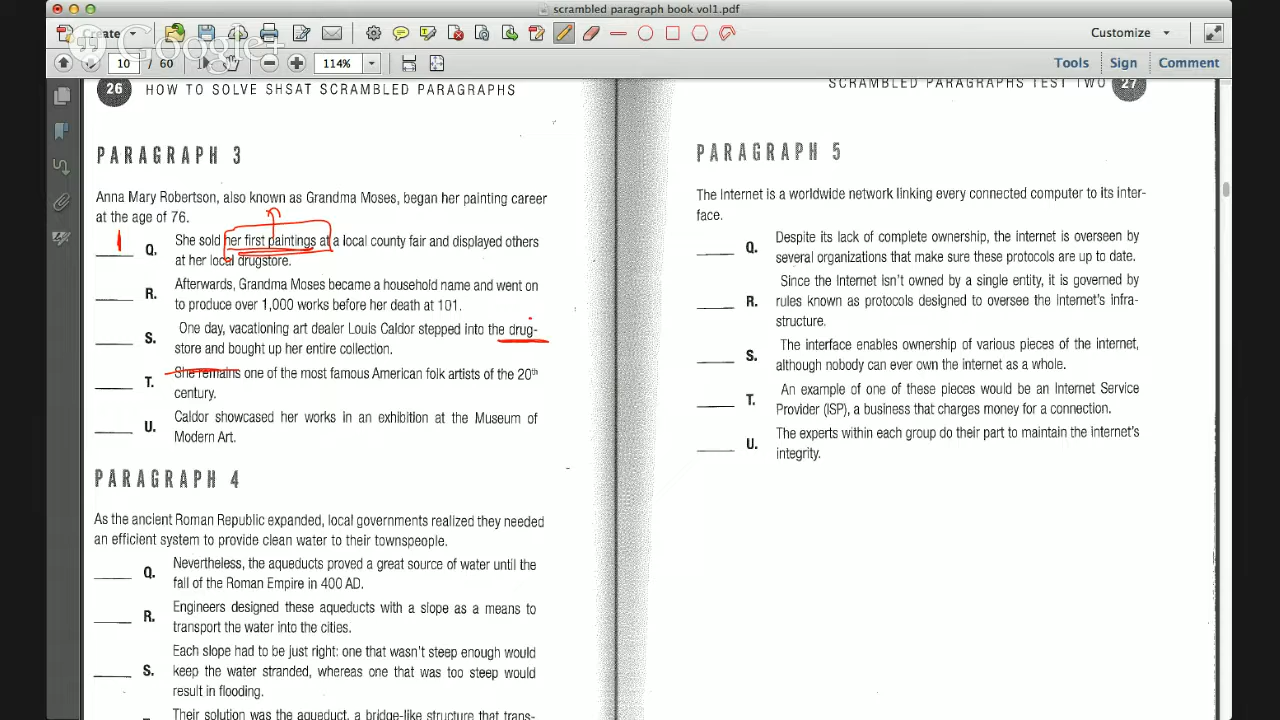 scrambled paragraph book vol1.pdf
Create
Google+
Customize
10 / 60
114%
Tools
Sign
Comment
26 HOW TO SOLVE SHSAT SCRAMBLED PARAGRAPHS
PARAGRAPH 3
Anna Mary Robertson, also known as Grandma Moses, began her painting career
at the age of 76.
1
Q. She sold her first paintings at a local county fair and displayed others
at her local drugstore.
R. Afterwards, Grandma Moses became a household name and went on
to produce over 1,000 works before her death at 101.
S. One day, vacationing art dealer Louis Caldor stepped into the drug-
store and bought up her entire collection.
T. She remains one of the most famous American folk artists of the 20th
century.
U. Caldor showcased her works in an exhibition at the Museum of
Modern Art.
PARAGRAPH 4
As the ancient Roman Republic expanded, local governments realized they needed
an efficient system to provide clean water to their townspeople.
Q. Nevertheless, the aqueducts proved a great source of water until the
fall of the Roman Empire in 400 AD.
R. Engineers designed these aqueducts with a slope as a means to
transport the water into the cities.
S. Each slope had to be just right: one that wasn't steep enough would
keep the water stranded, whereas one that was too steep would
result in flooding.
Their solution was the aqueduct, a bridge-like structure that trans-
SCRAMBLED PARAGRAPHS TEST TWO 27
PARAGRAPH 5
The Internet is a worldwide network linking every connected computer to its inter-
face.
Q. Despite its lack of complete ownership, the internet is overseen by
several organizations that make sure these protocols are up to date.
R. Since the Internet isn't owned by a single entity, it is governed by
rules known as protocols designed to oversee the Internet's infra-
structure.
S. The interface enables ownership of various pieces of the internet,
although nobody can ever own the internet as a whole.
T. An example of one of these pieces would be an Internet Service
Provider (ISP), a business that charges money for a connection.
U. The experts within each group do their part to maintain the internet's
integrity.